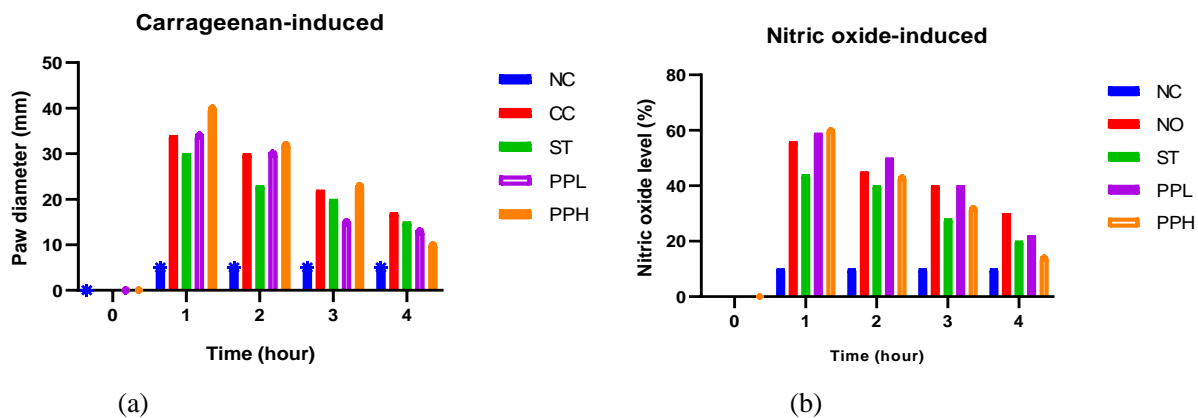 Carrageenan-induced
Paw diameter (mm)
50
40
30
20
10
0
0 1 2 3 4
Time (hour)
NC
CC
ST
PPL
PPH
(a)
Nitric oxide-induced
Nitric oxide level (%)
80
60
40
20
0
0 1 2 3 4
Time (hour)
NC
NO
ST
PPL
PPH
(b)